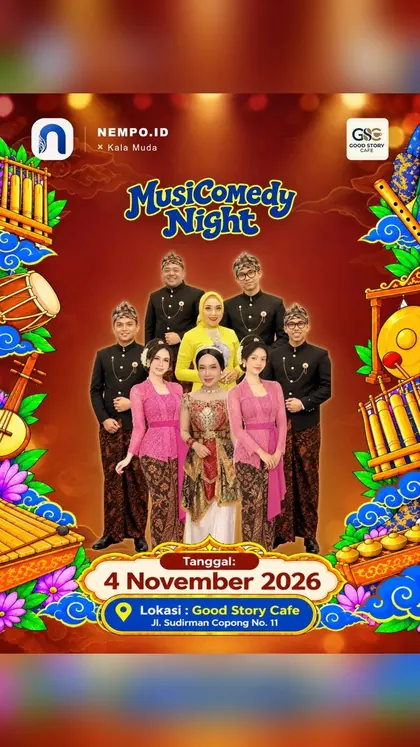 NEMPO.ID
× Kala Muda
GSC
GOOD STORY
CAFE
MusiComedy
Night
Tanggal:
4 November 2026
Lokasi : Good Story Cafe
Jl. Sudirman Copong No. 11